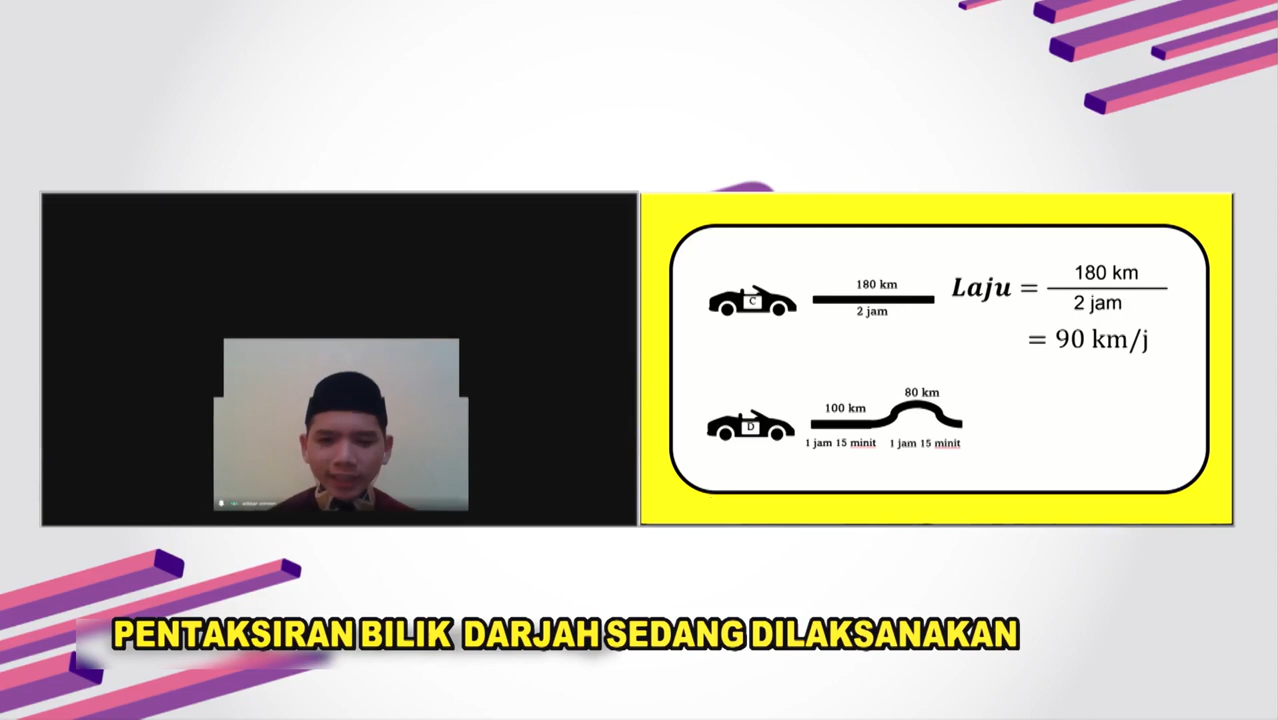 180 km
2 jam
C
Laju = 180 km / 2 jam
= 90 km/j
80 km
100 km
D
1 jam 15 minit 1 jam 15 minit
PENTAKSIRAN BILIK DARJAH SEDANG DILAKSANAKAN